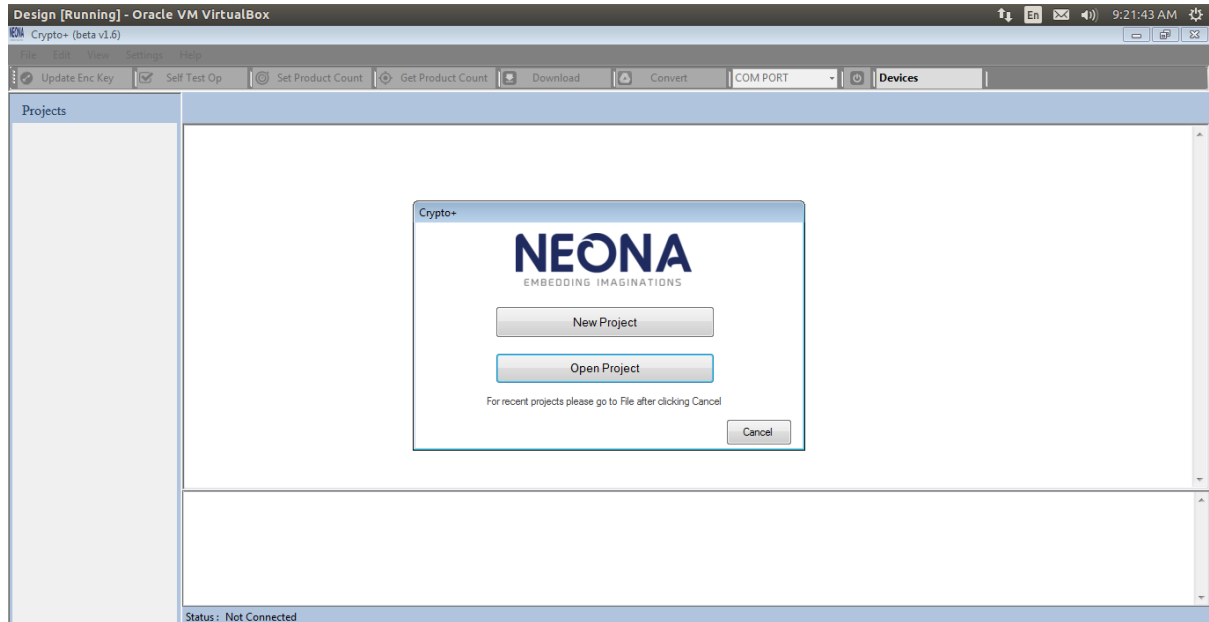 Design [Running] - Oracle VM VirtualBox En 9:21:43 AM
NEONA Crypto+ (beta v1.6)
File Edit View Settings Help
Update Enc Key Self Test Op Set Product Count Get Product Count Download Convert COM PORT Devices
Projects
Crypto+
NEONA
EMBEDDING IMAGINATIONS
New Project
Open Project
For recent projects please go to File after clicking Cancel
Cancel
Status : Not Connected